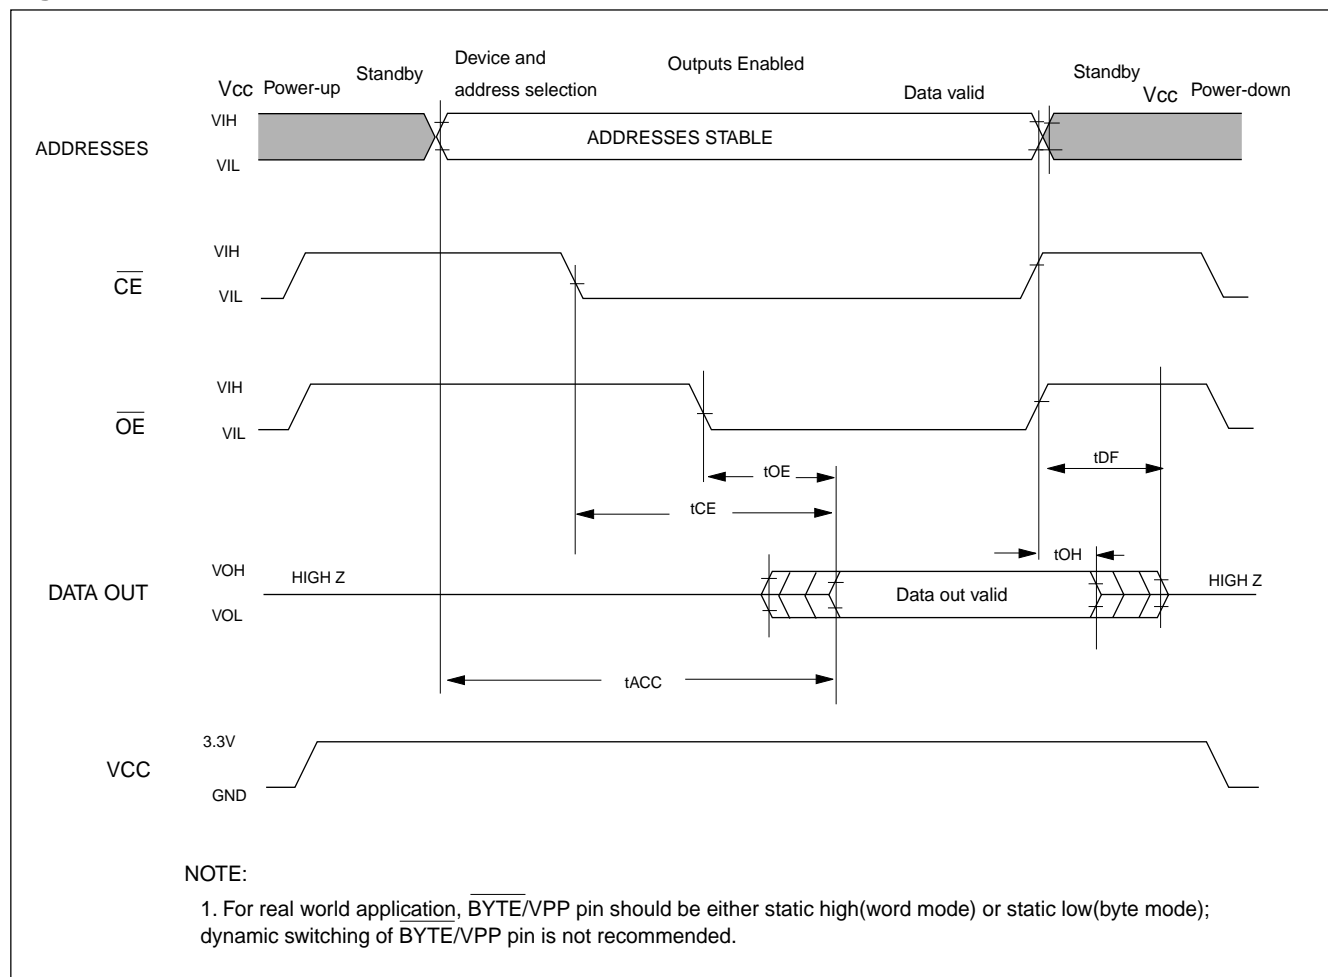 Vcc Power-up
Standby
Device and
address selection
Outputs Enabled
Data valid
Standby
Vcc Power-down
ADDRESSES
VIH
VIL
ADDRESSES STABLE
CE
VIH
VIL
OE
VIH
VIL
tOE
tDF
tCE
tOH
DATA OUT
VOH
VOL
HIGH Z
Data out valid
HIGH Z
tACC
VCC
3.3V
GND
NOTE:
1. For real world application, BYTE/VPP pin should be either static high(word mode) or static low(byte mode);
dynamic switching of BYTE/VPP pin is not recommended.